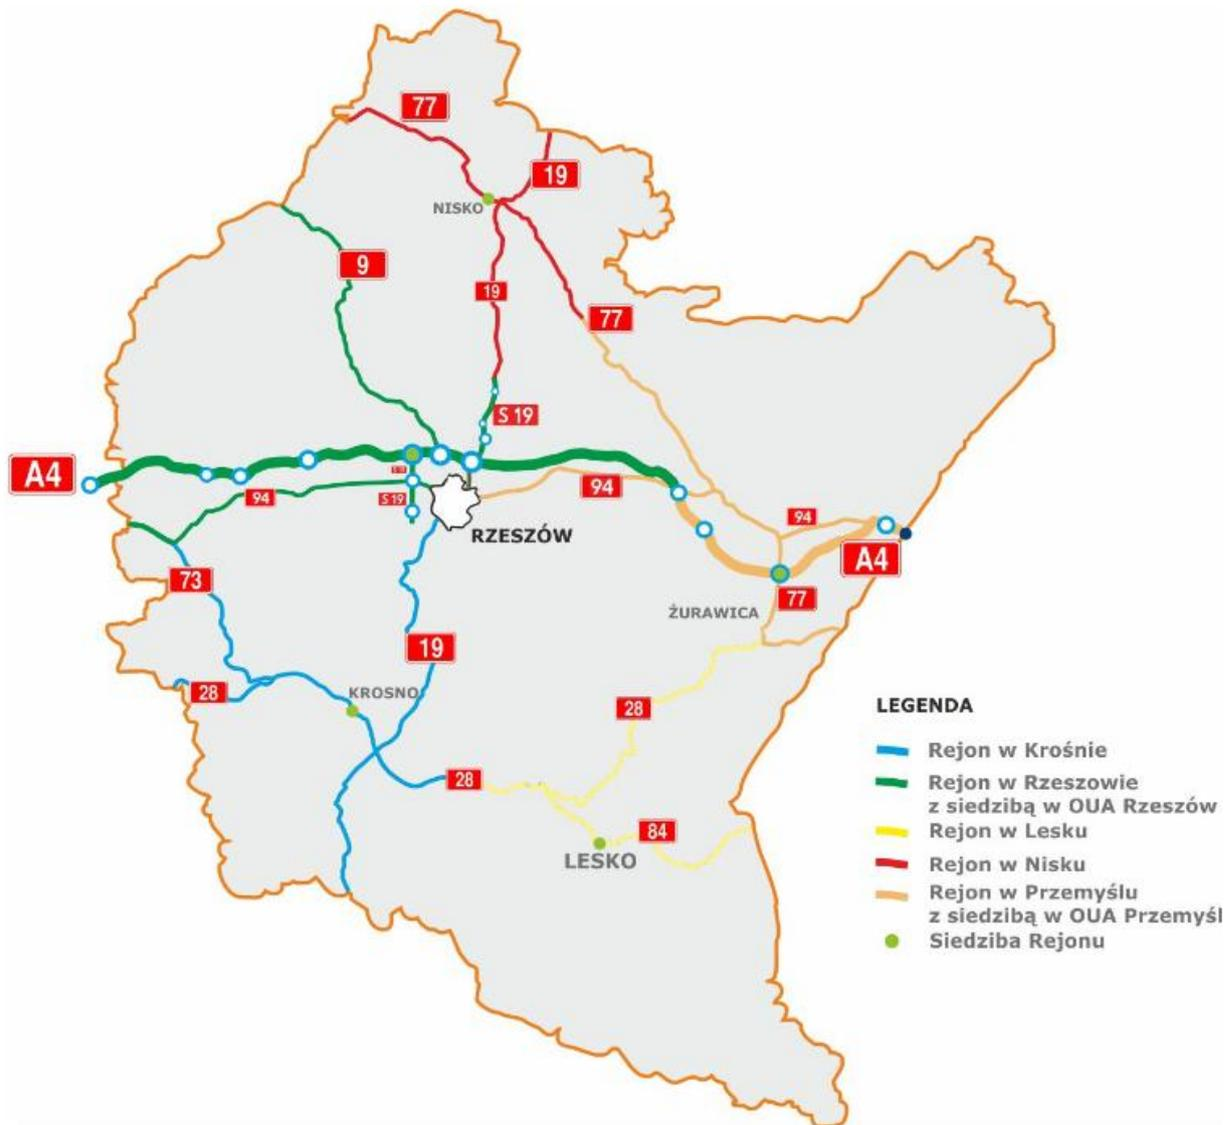 77
19
NISKO
9
19
77
S 19
A4
94
S 19
94
94
RZESZÓW
A4
73
77
ŻURAWICA
19
28
KROSNO
28
LEGENDA
Rejon w Krośnie
28
Rejon w Rzeszowie
z siedzibą w OUA Rzeszów
84
Rejon w Lesku
LESKO
Rejon w Nisku
Rejon w Przemyślu
z siedzibą w OUA Przemyśl
Siedziba Rejonu